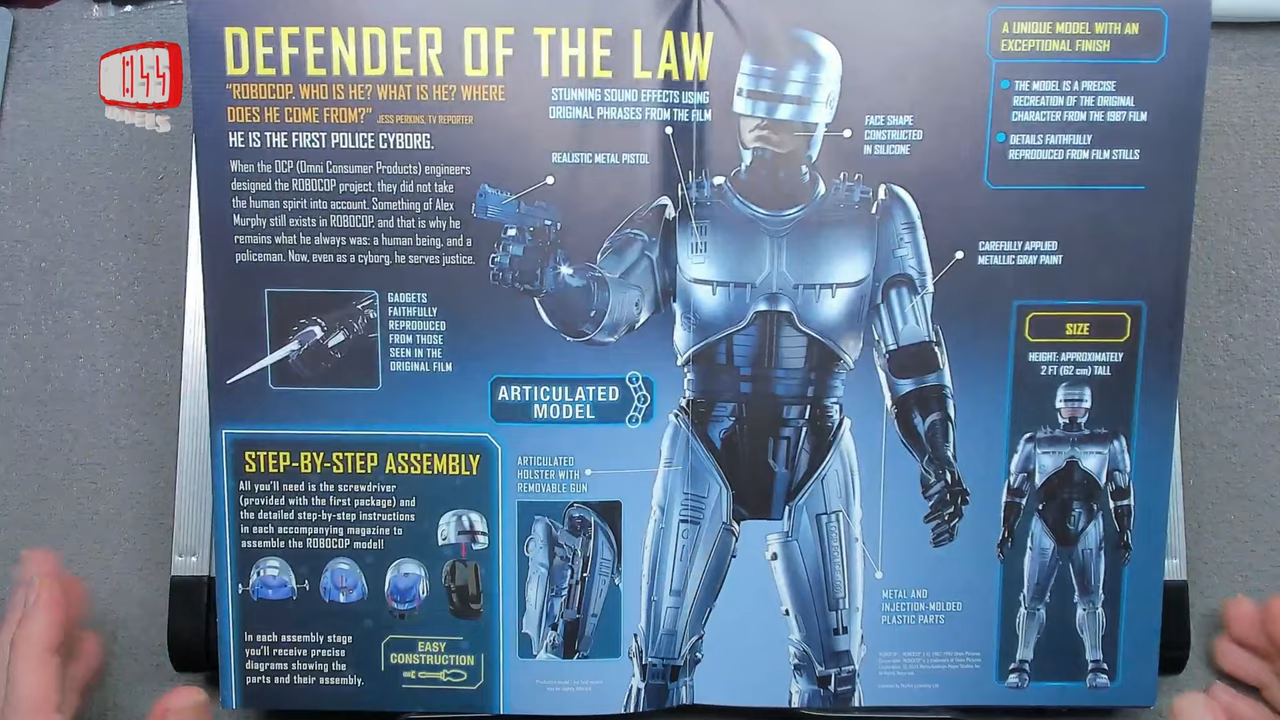 DEFENDER OF THE LAW
"ROBOCOP. WHO IS HE? WHAT IS HE? WHERE
DOES HE COME FROM?" JESS PERKINS, TV REPORTER
HE IS THE FIRST POLICE CYBORG.
When the OCP (Omni Consumer Products) engineers
designed the ROBOCOP project, they did not take
the human spirit into account. Something of Alex
Murphy still exists in ROBOCOP, and that is why he
remains what he always was: a human being, and a
policeman. Now, even as a cyborg, he serves justice.
STUNNING SOUND EFFECTS USING
ORIGINAL PHRASES FROM THE FILM
REALISTIC METAL PISTOL
FACE SHAPE
CONSTRUCTED
IN SILICONE
A UNIQUE MODEL WITH AN
EXCEPTIONAL FINISH
THE MODEL IS A PRECISE
RECREATION OF THE ORIGINAL
CHARACTER FROM THE 1987 FILM
DETAILS FAITHFULLY
REPRODUCED FROM FILM STILLS
CAREFULLY APPLIED
METALLIC GRAY PAINT
GADGETS
FAITHFULLY
REPRODUCED
FROM THOSE
SEEN IN THE
ORIGINAL FILM
ARTICULATED
MODEL
SIZE
HEIGHT: APPROXIMATELY
2 FT (62 cm) TALL
STEP-BY-STEP ASSEMBLY
All you'll need is the screwdriver
(provided with the first package) and
the detailed step-by-step instructions
in each accompanying magazine to
assemble the ROBOCOP model!
In each assembly stage
you'll receive precise
diagrams showing the
parts and their assembly.
EASY
CONSTRUCTION
ARTICULATED
HOLSTER WITH
REMOVABLE GUN
METAL AND
INJECTION-MOLDED
PLASTIC PARTS